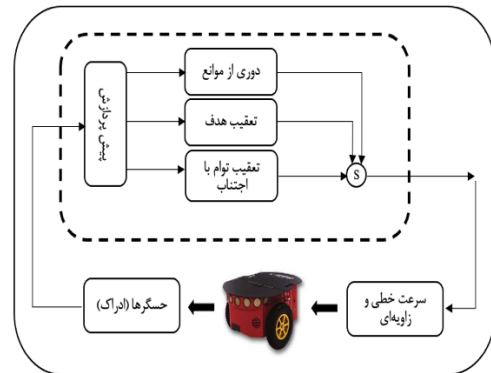 دوری از موانع
پیش پردازش
تعقیب هدف
تعقیب توام با
اجتناب
S
حسگرها (ادراک)
سرعت خطی و
زاویه‌ای